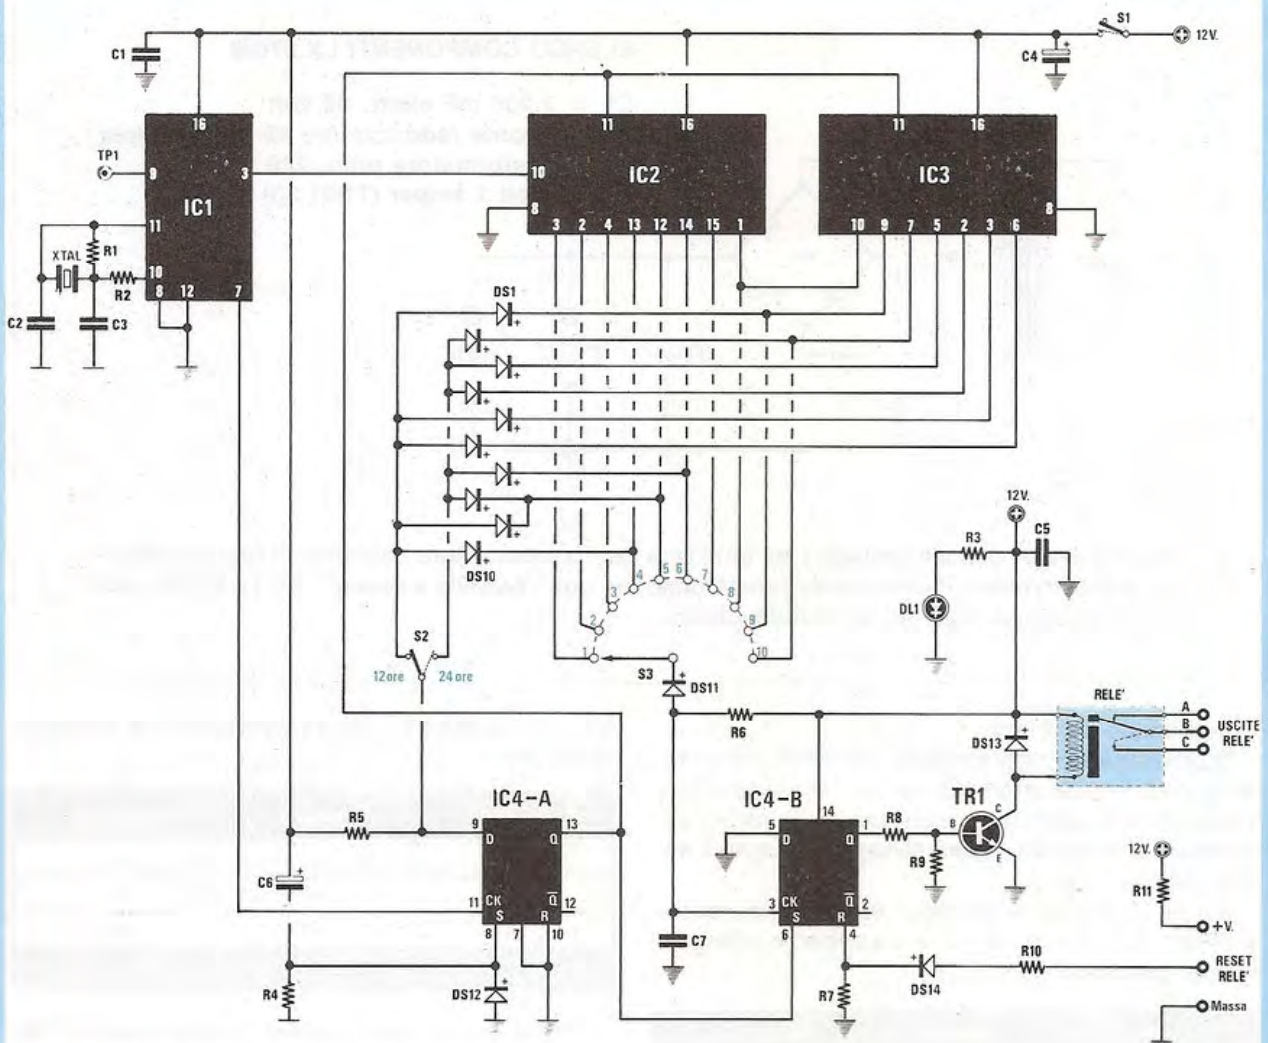 S1
12V.
C1
C4
16
11
16
11
16
TP1
9
3
10
IC2
IC3
IC1
8
8
11
3
2
4
13
12
14
15
1
10
9
7
5
2
3
6
R1
XTAL
10
R2
8
12
7
DS1
C2
C3
12V.
R3
C5
DS10
4
5
6
7
3
8
DL1
2
9
S2
1
10
12 ore
24 ore
S3
DS11
RELE'
A
R6
B
USCITE
RELE'
DS13
C
IC4-A
IC4-B
14
TR1
C
R5
9
13
5
1
R8
B
D
Q
D
Q
E
12V.
R9
C6
R11
CK
Q
CK
Q
11
12
3
2
S
R
S
R
8
7
10
C7
6
4
+V.
R10
RESET
RELE'
R4
DS12
R7
DS14
Massa